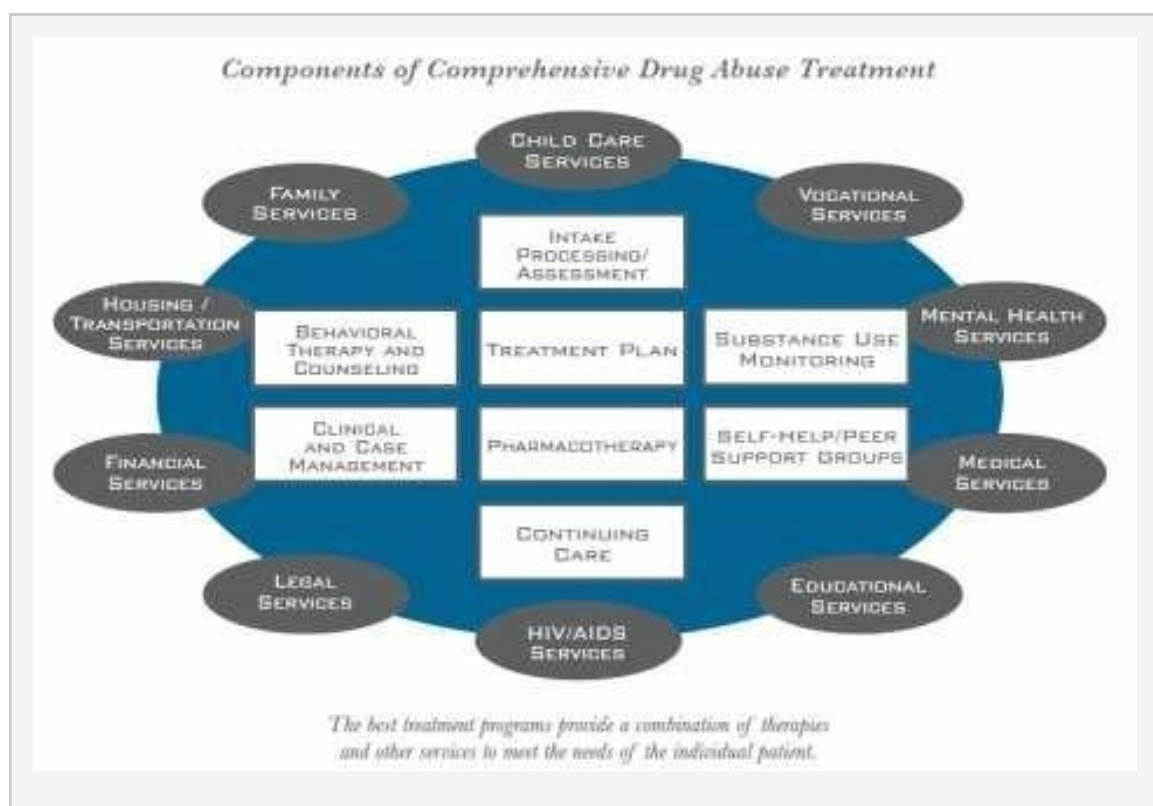 Components of Comprehensive Drug Abuse Treatment
CHILD CARE
SERVICES
FAMILY
SERVICES
VOCATIONAL
SERVICES
INTAKE
PROCESSING/
ASSESSMENT
HOUSING /
TRANSPORTATION
SERVICES
MENTAL HEALTH
SERVICES
BEHAVIORAL
THERAPY AND
COUNSELING
TREATMENT PLAN
SUBSTANCE USE
MONITORING
CLINICAL
AND CASE
MANAGEMENT
PHARMACOTHERAPY
SELF-HELP/PEER
SUPPORT GROUPS
FINANCIAL
SERVICES
MEDICAL
SERVICES
CONTINUING
CARE
LEGAL
SERVICES
EDUCATIONAL
SERVICES
HIV/AIDS
SERVICES
The best treatment programs provide a combination of therapies
and other services to meet the needs of the individual patient.